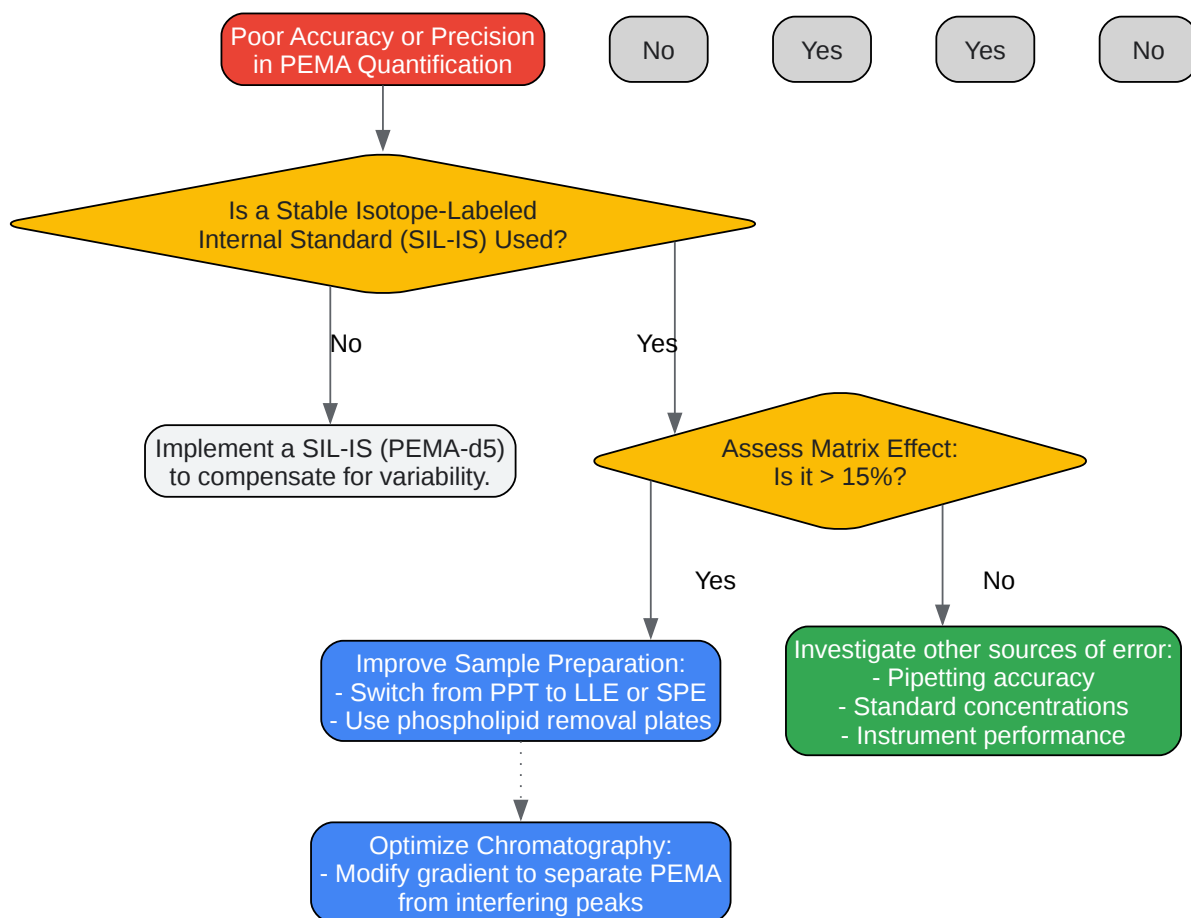 Poor Accuracy or Precision
in PEMA Quantification
No
Yes
Yes
No
Is a Stable Isotope-Labeled
Internal Standard (SIL-IS) Used?
No
Yes
Implement a SIL-IS (PEMA-d5)
to compensate for variability.
Assess Matrix Effect:
Is it > 15%?
Yes
No
Improve Sample Preparation:
- Switch from PPT to LLE or SPE
- Use phospholipid removal plates
Investigate other sources of error:
- Pipetting accuracy
- Standard concentrations
- Instrument performance
Optimize Chromatography:
- Modify gradient to separate PEMA
from interfering peaks